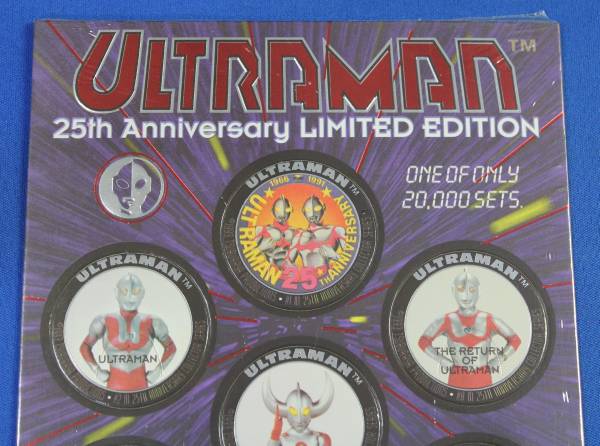 ULTRAMAN™
25th Anniversary LIMITED EDITION
ONE OF ONLY
20,000 SETS.
ULTRAMAN™
1966 1991
ULTRAMAN 25TH ANNIVERSARY
ULTRAMAN™
ULTRAMAN
ULTRAMAN™
THE RETURN
OF
ULTRAMAN
ULTRAMAN™